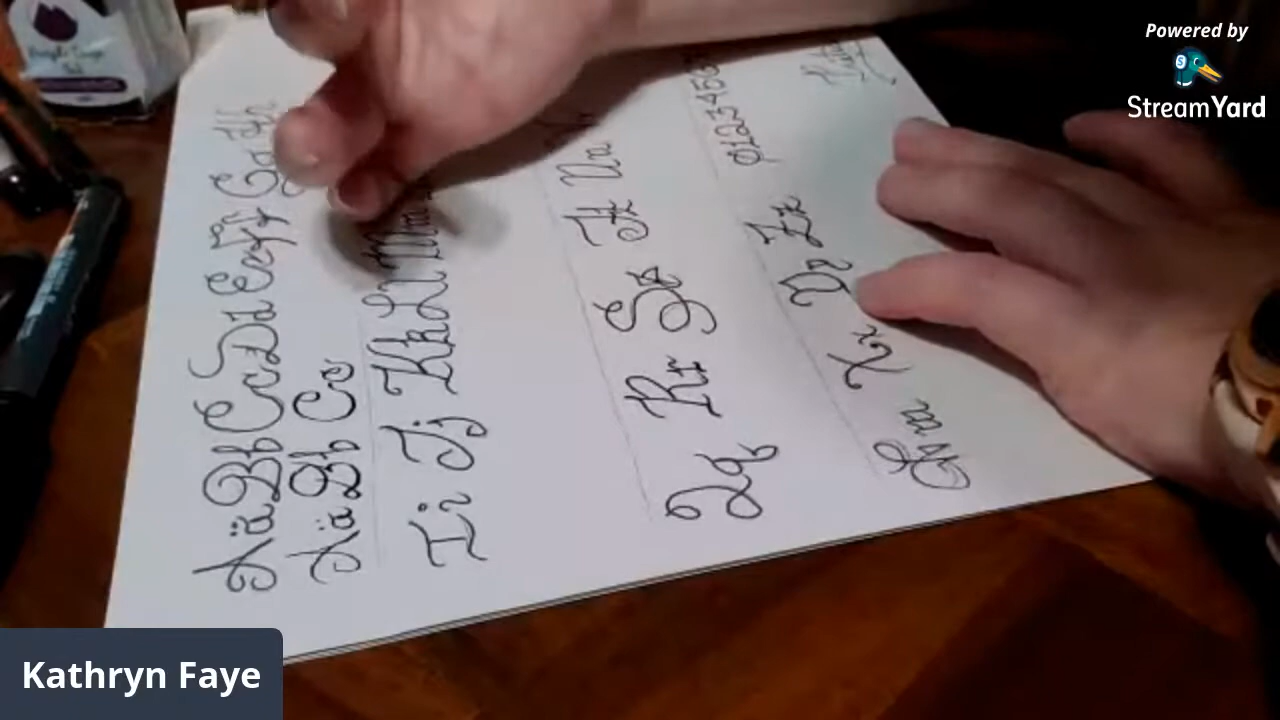 Powered by
StreamYard
Aa Bb Cc Dd Ee Ff Gg Hh
Aa Bb Cc
Ii Jj Kk Ll Mm
Qq Rr Ss Tt Uu
Xx Yy Zz
0123456
Kathryn Faye